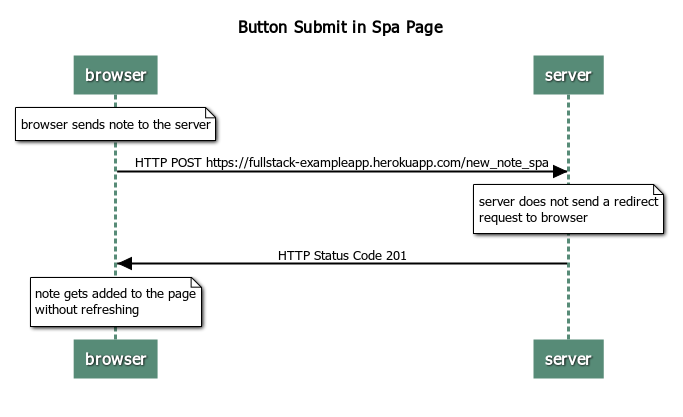 Button Submit in Spa Page
browser
server
browser sends note to the server
HTTP POST https://fullstack-exampleapp.herokuapp.com/new_note_spa
server does not send a redirect
request to browser
HTTP Status Code 201
note gets added to the page
without refreshing
browser
server